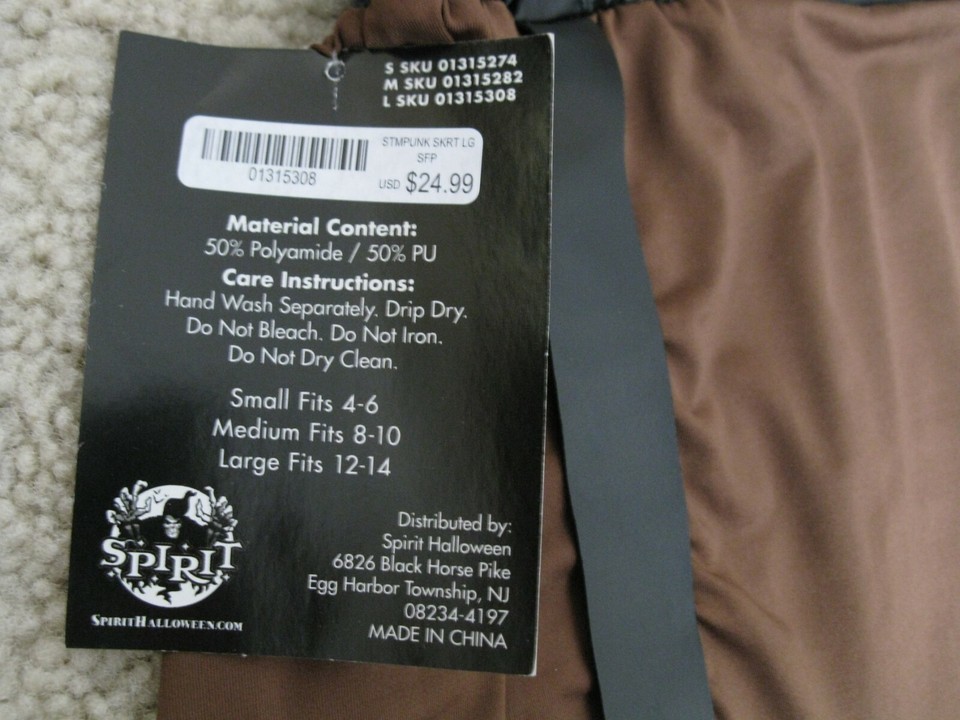 S SKU 01315274
M SKU 01315282
L SKU 01315308
STMPUNK SKRT LG
SFP
01315308
USD $24.99
Material Content:
50% Polyamide / 50% PU
Care Instructions:
Hand Wash Separately. Drip Dry.
Do Not Bleach. Do Not Iron.
Do Not Dry Clean.
Small Fits 4-6
Medium Fits 8-10
Large Fits 12-14
SPIRIT
SPIRITHALLOWEEN.COM
Distributed by:
Spirit Halloween
6826 Black Horse Pike
Egg Harbor Township, NJ
08234-4197
MADE IN CHINA